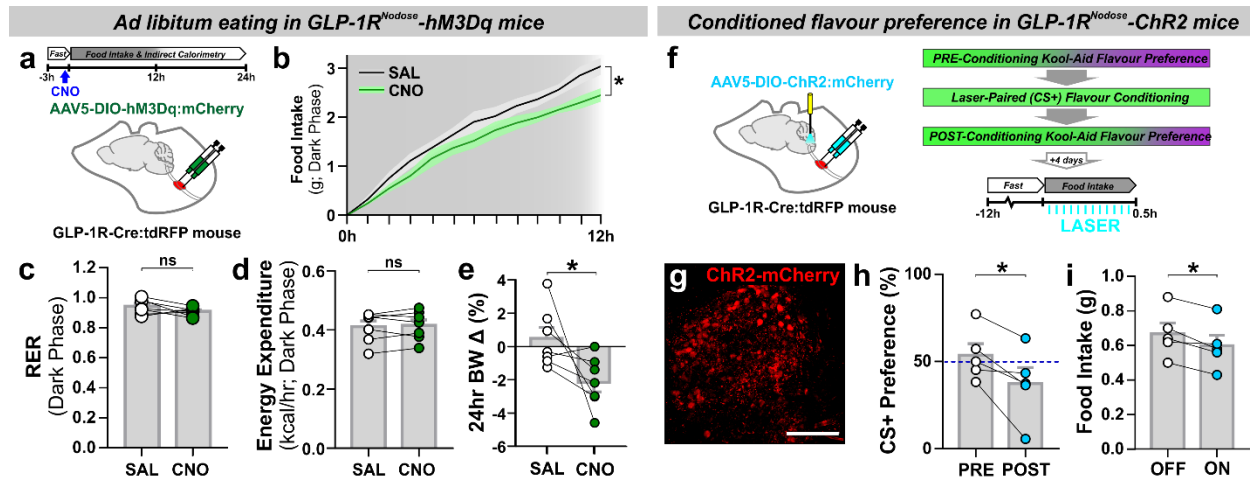 Ad libitum eating in GLP-1R^Nodose-hM3Dq mice
Conditioned flavour preference in GLP-1R^Nodose-ChR2 mice
a
Fast
Food Intake & Indirect Calorimetry
-3h
12h
24h
CNO
AAV5-DIO-hM3Dq:mCherry
GLP-1R-Cre:tdRFP mouse
b
Food Intake
(g; Dark Phase)
3
2
1
0
SAL
CNO
*
0h
12h
c
RER
(Dark Phase)
1.2
1.0
0.8
0.6
0.4
0.2
0.0
ns
SAL
CNO
d
Energy Expenditure
(kcal/hr; Dark Phase)
0.6
0.4
0.2
0.0
ns
SAL
CNO
e
24hr BW Δ (%)
4
2
0
-2
-4
-6
*
SAL
CNO
f
AAV5-DIO-ChR2:mCherry
GLP-1R-Cre:tdRFP mouse
PRE-Conditioning Kool-Aid Flavour Preference
Laser-Paired (CS+) Flavour Conditioning
POST-Conditioning Kool-Aid Flavour Preference
+4 days
Fast
Food Intake
-12h
0.5h
LASER
g
ChR2-mCherry
h
CS+ Preference (%)
100
50
0
*
PRE
POST
i
Food Intake (g)
1.0
0.8
0.6
0.4
0.2
0.0
*
OFF
ON